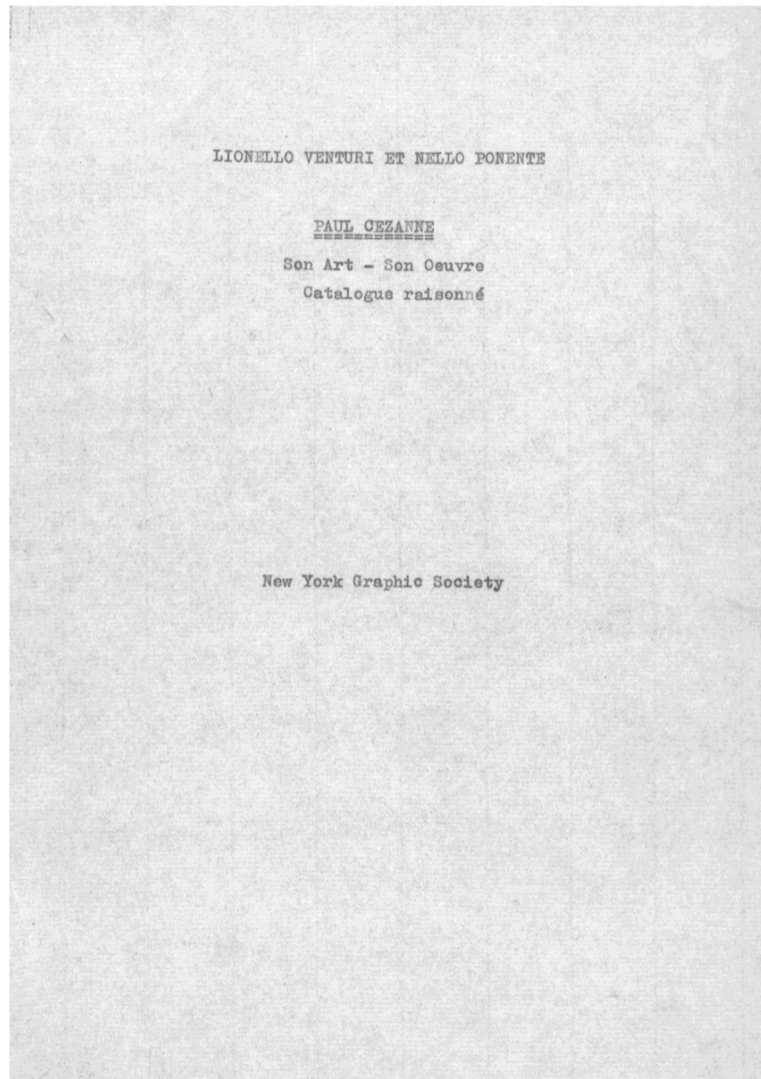 LIONELLO VENTURI ET NELLO PONENTE
PAUL CEZANNE
Son Art - Son Oeuvre
Catalogue raisonné
New York Graphic Society